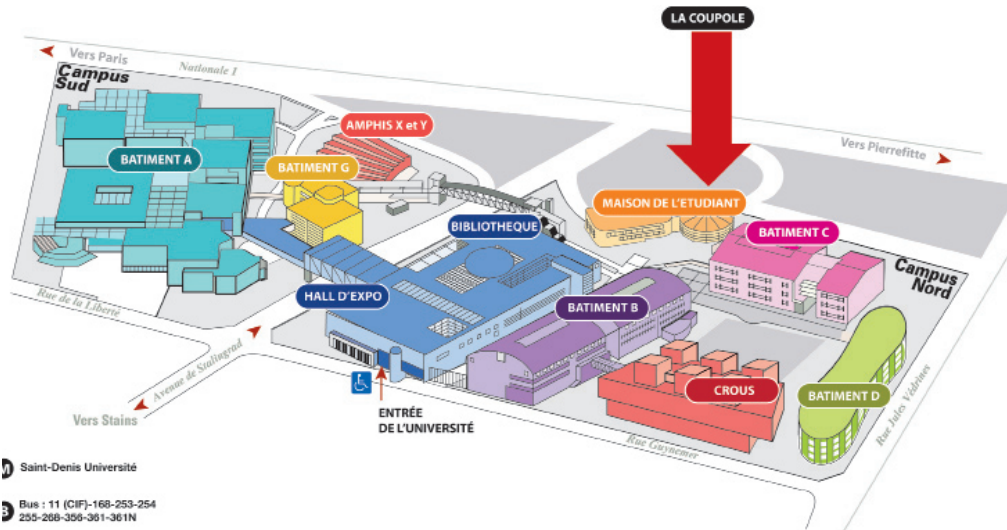 LA COUPOLE
Vers Paris
Nationale 1
Campus
Sud
AMPHIS X et Y
Vers Pierrefitte
BATIMENT A
BATIMENT G
MAISON DE L'ETUDIANT
BIBLIOTHEQUE
BATIMENT C
Campus
Nord
HALL D'EXPO
BATIMENT B
Rue de la Liberté
Avenue de Stalingrad
CROUS
BATIMENT D
Vers Stains
ENTRÉE
DE L'UNIVERSITÉ
Rue Guynemer
Rue Jules Védrines
M Saint-Denis Université
B Bus : 11 (CIF)-168-253-254
255-268-356-361-361N